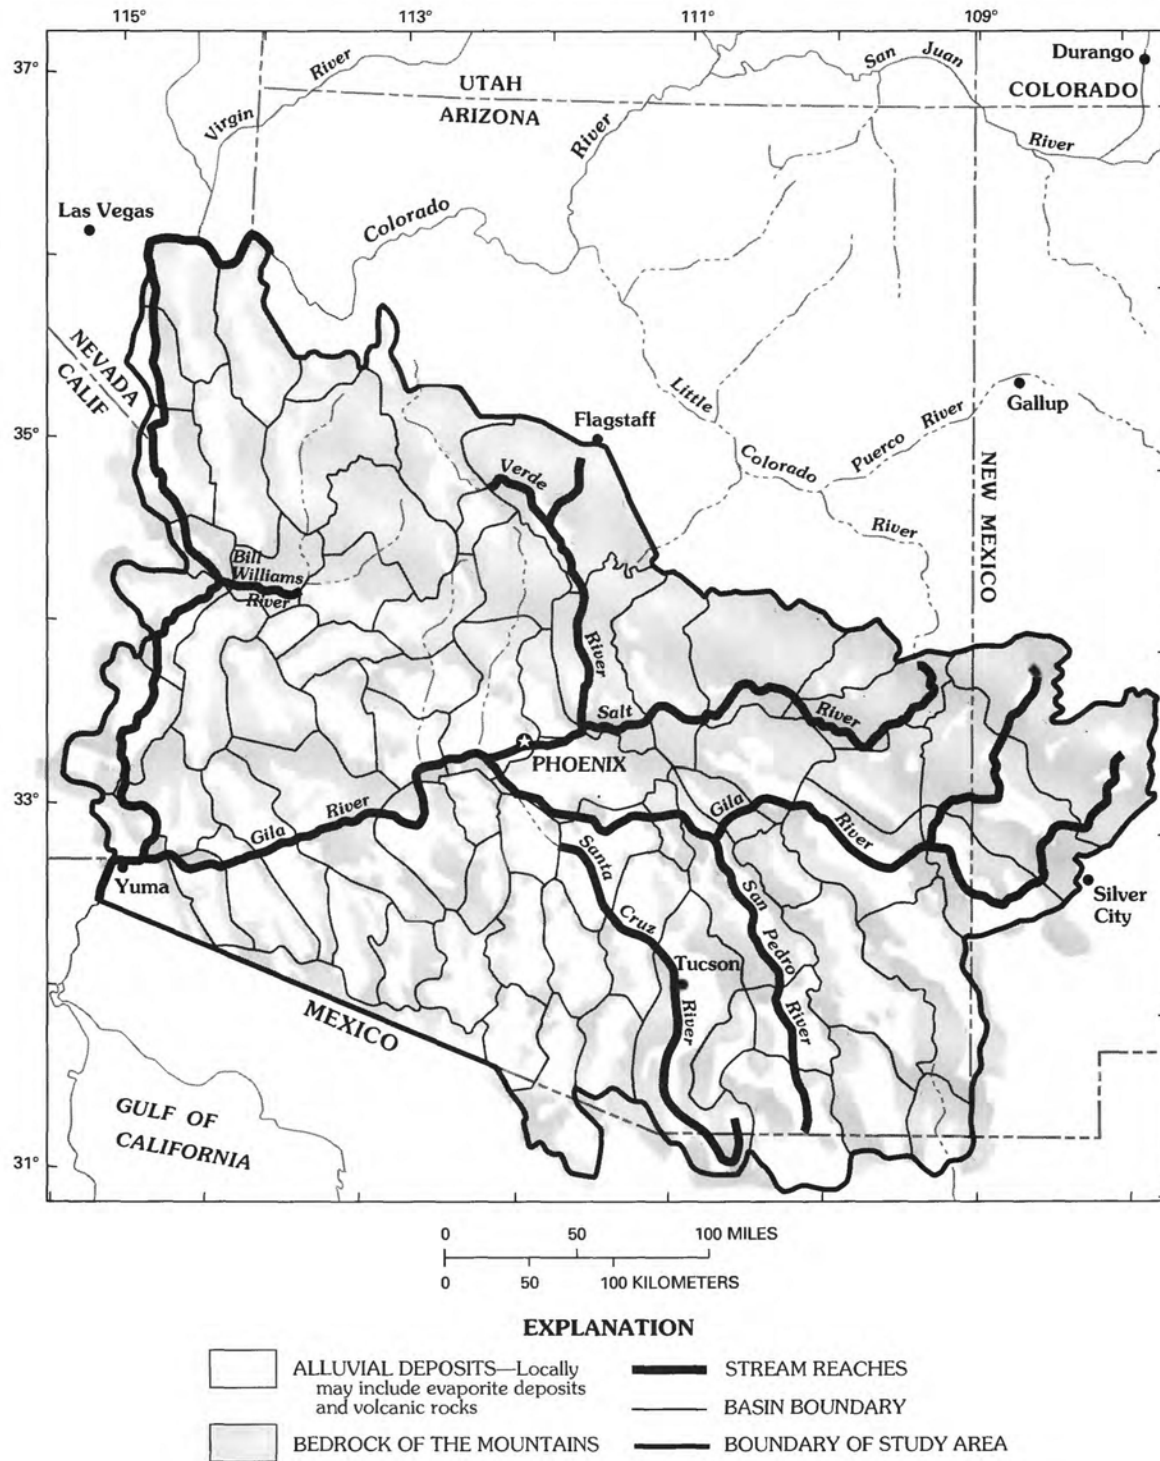 115°
113°
111°
109°
37°
35°
33°
31°
Durango
COLORADO
San Juan
River
UTAH
ARIZONA
Virgin River
River
Las Vegas
Colorado
NEVADA
CALIF
Flagstaff
Little
Colorado
River
Puerco River
Gallup
NEW MEXICO
Verde
River
Bill
Williams
River
Salt
River
PHOENIX
Gila
River
Gila
River
Yuma
Santa
Cruz
River
San
Pedro
River
Tucson
Silver
City
MEXICO
GULF OF
CALIFORNIA
0 50 100 MILES
0 50 100 KILOMETERS
EXPLANATION
ALLUVIAL DEPOSITS—Locally
may include evaporite deposits
and volcanic rocks
BEDROCK OF THE MOUNTAINS
STREAM REACHES
BASIN BOUNDARY
BOUNDARY OF STUDY AREA